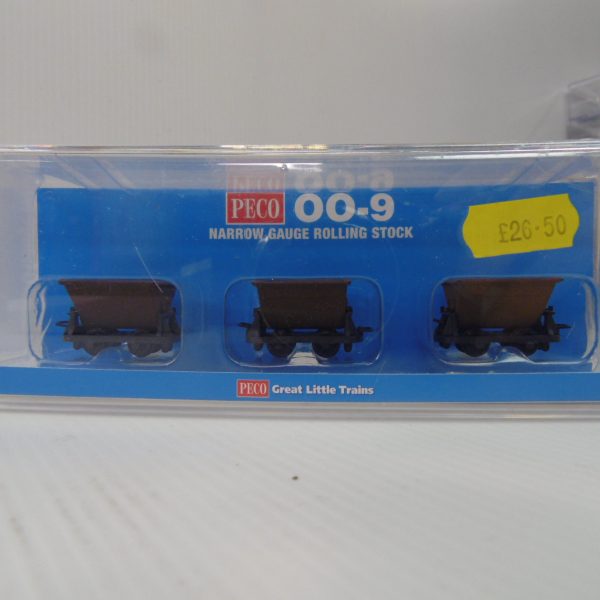 PECO OO-9
NARROW GAUGE ROLLING STOCK
£26.50
PECO Great Little Trains